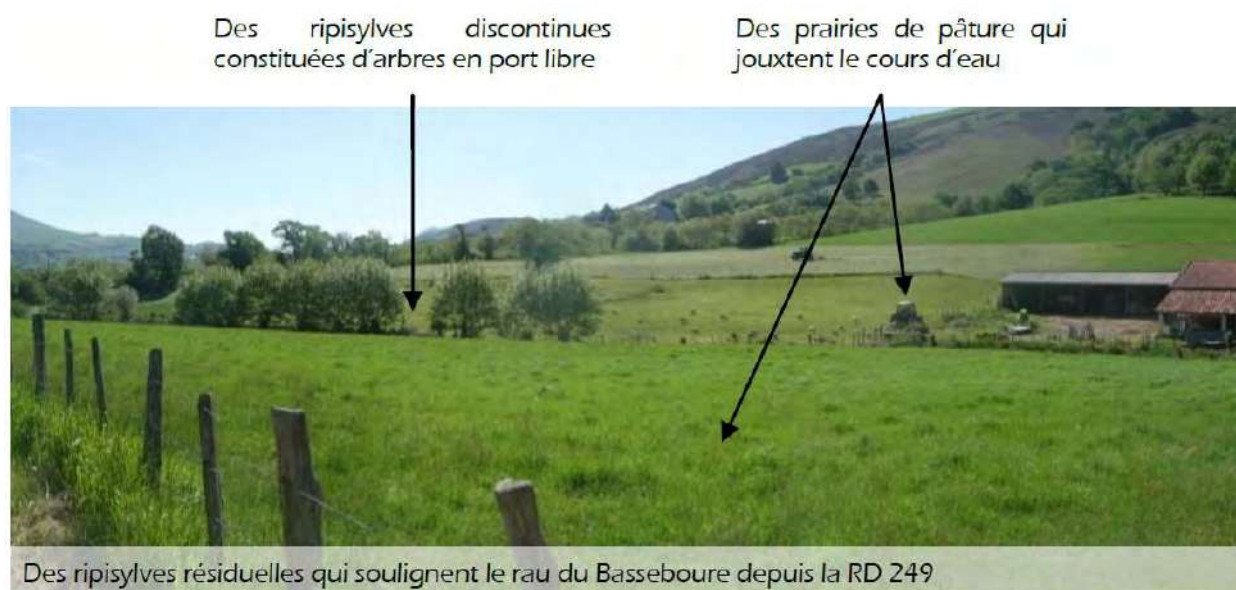 Des ripisylves discontinues
constituées d'arbres en port libre
Des prairies de pâture qui
jouxtent le cours d'eau
Des ripisylves résiduelles qui soulignent le rau du Basseboure depuis la RD 249